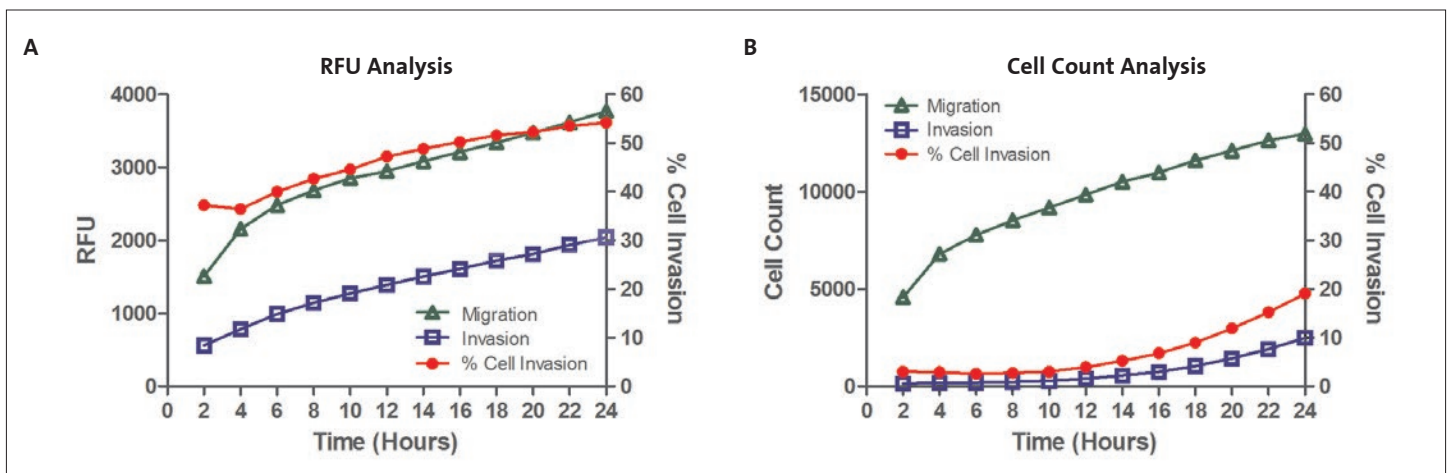 A
RFU Analysis
4000
3000
2000
1000
0
RFU
60
50
40
30
20
10
0
% Cell Invasion
Migration
Invasion
% Cell Invasion
0 2 4 6 8 10 12 14 16 18 20 22 24
Time (Hours)
B
Cell Count Analysis
15000
10000
5000
0
Cell Count
Migration
Invasion
% Cell Invasion
60
50
40
30
20
10
0
% Cell Invasion
0 2 4 6 8 10 12 14 16 18 20 22 24
Time (Hours)